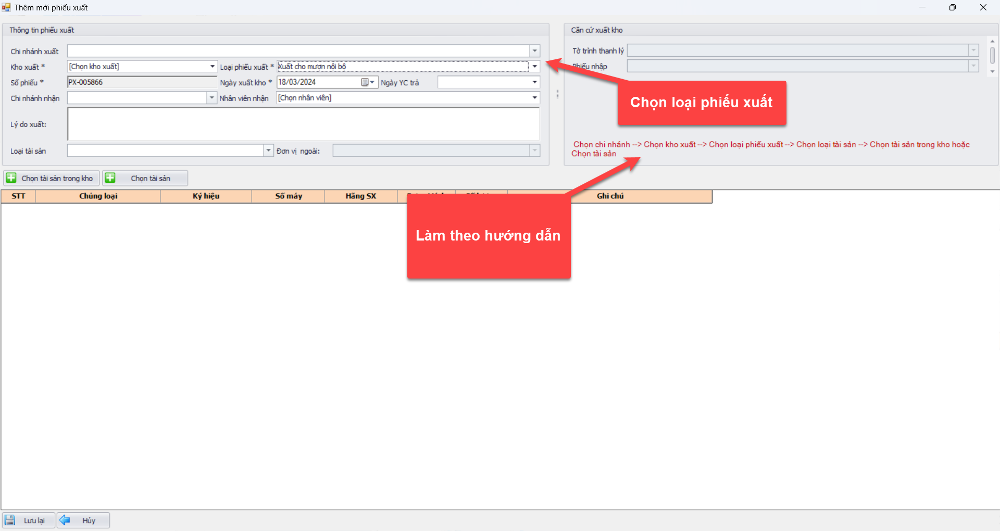 Thêm mới phiếu xuất
Thông tin phiếu xuất
Căn cứ xuất kho
Chi nhánh xuất
Tờ trình thanh lý
Kho xuất *
[Chọn kho xuất]
Loại phiếu xuất *
Xuất cho mượn nội bộ
Phiếu nhập
Số phiếu *
PX-005866
Ngày xuất kho *
18/03/2024
Ngày YC trả
Chi nhánh nhận
Nhân viên nhận
[Chọn nhân viên]
Chọn loại phiếu xuất
Lý do xuất:
Chọn chi nhánh --> Chọn kho xuất --> Chọn loại phiếu xuất --> Chọn loại tài sản --> Chọn tài sản trong kho hoặc
Chọn tài sản
Loại tài sản
Đơn vị ngoài:
Chọn tài sản trong kho
Chọn tài sản
STT
Chủng loại
Ký hiệu
Số máy
Hãng SX
Ghi chú
Làm theo hướng dẫn
Lưu lại
Hủy